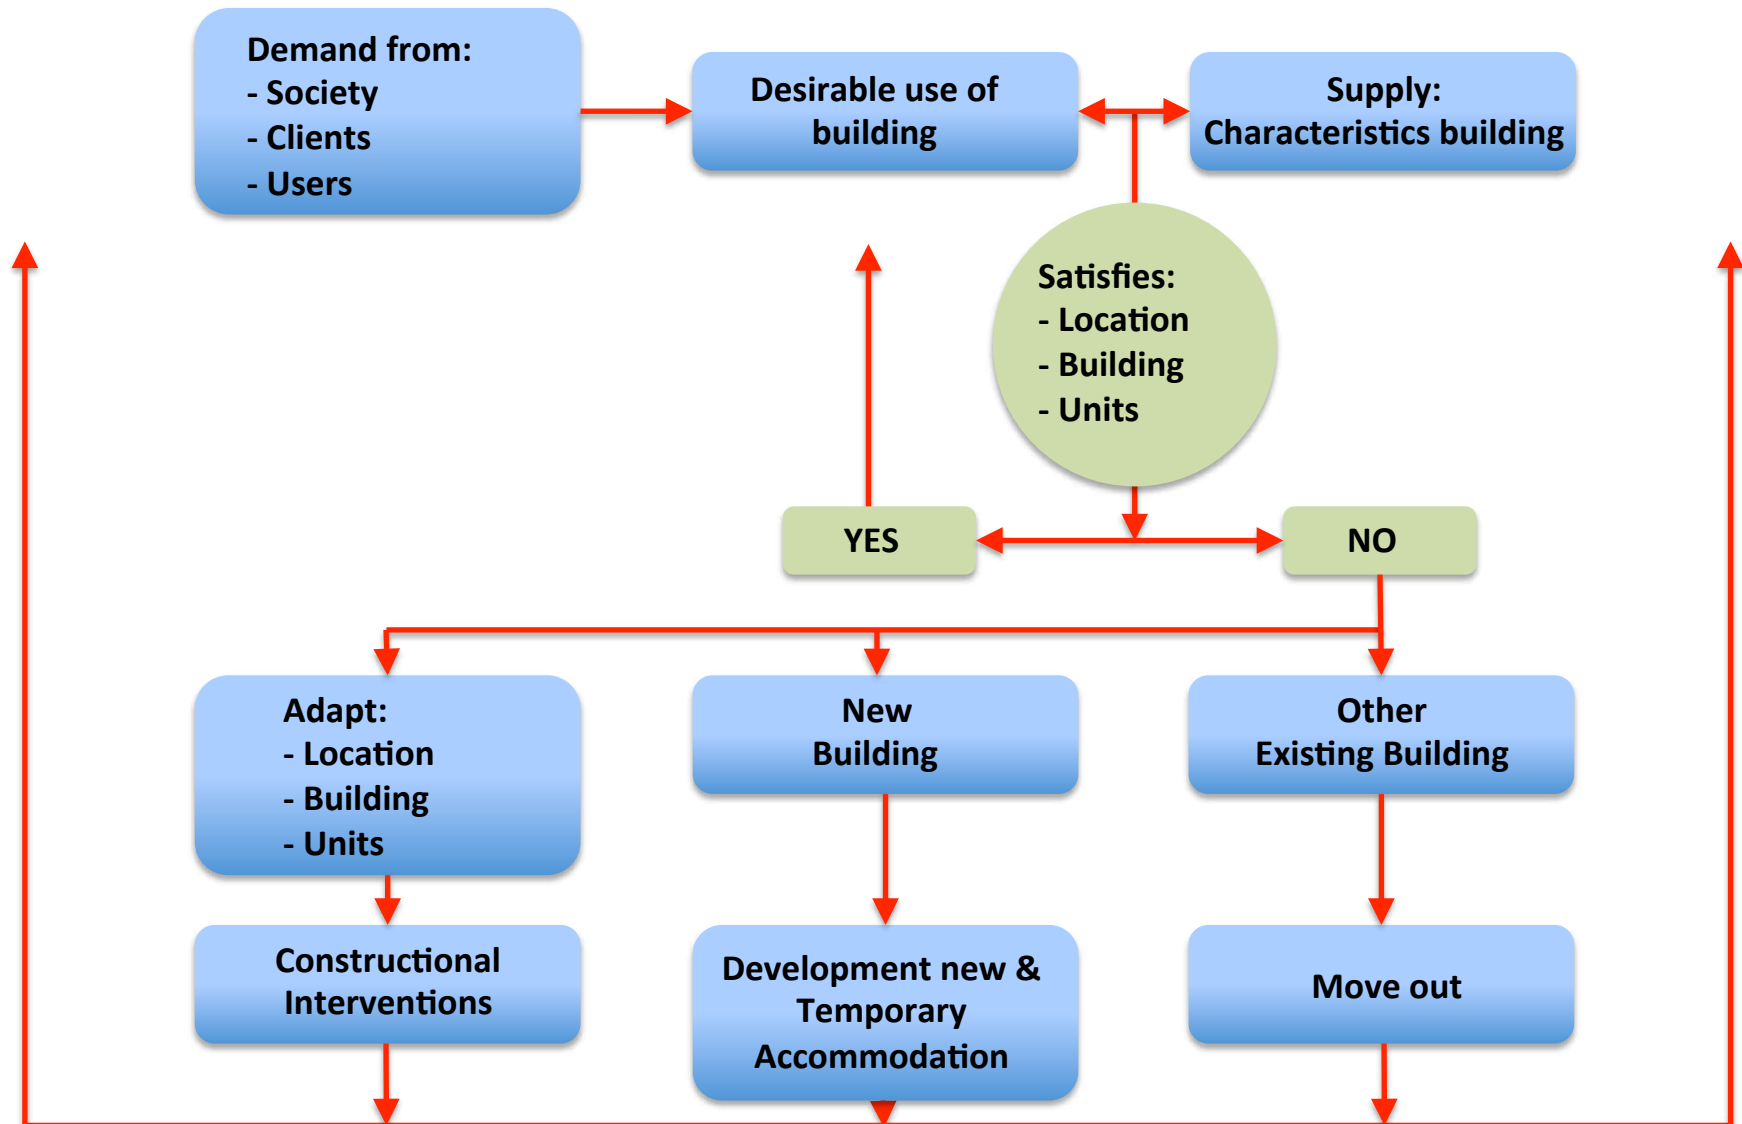 Demand from:
- Society
- Clients
- Users
Desirable use of
building
Supply:
Characteristics building
Satisfies:
- Location
- Building
- Units
YES
NO
Adapt:
- Location
- Building
- Units
New
Building
Other
Existing Building
Constructional
Interventions
Development new &
Temporary
Accommodation
Move out